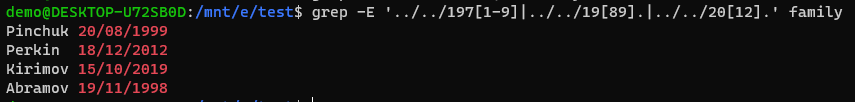 demo@DESKTOP-U72SB0D:/mnt/e/test$ grep -E '../../197[1-9]|../../19[89].|../../20[12].' family
Pinchuk 20/08/1999
Perkin  18/12/2012
Kirimov 15/10/2019
Abramov 19/11/1998